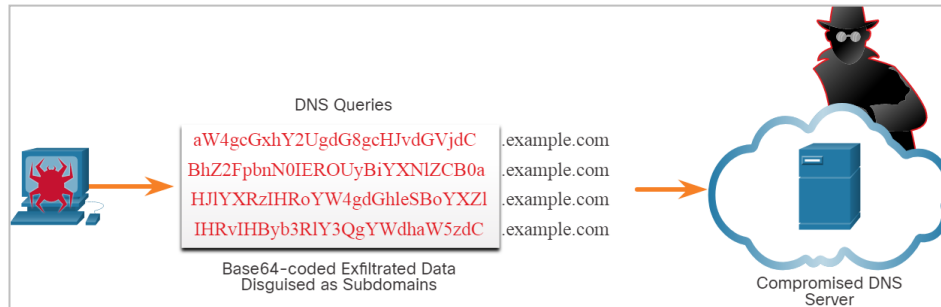 DNS Queries
aW4gcGxhY2UgdG8gcHJvdGVjdC .example.com
BhZ2FpbnN0IEROUyBiYXNlZCB0a .example.com
HJlYXRzIHRoYW4gdGhleSBoYXZl .example.com
IHRvIHByb3RlY3QgYWdhaW5zdC .example.com
Base64-coded Exfiltrated Data
Disguised as Subdomains
Compromised DNS
Server